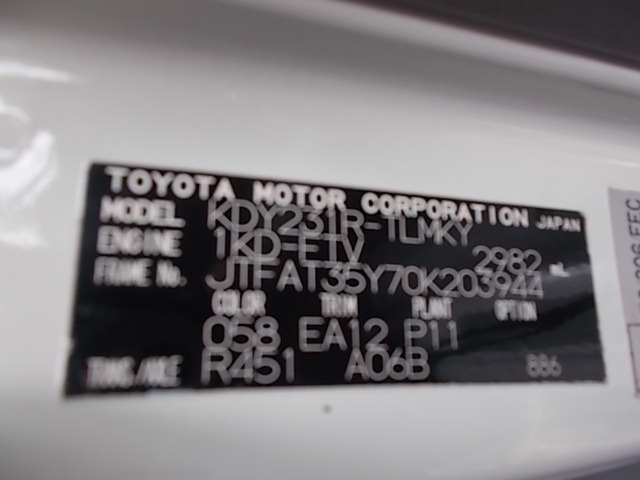 TOYOTA MOTOR CORPORATION JAPAN
MODEL KDY231R-TLMKY
ENGINE 1KD-FTV 2982 mL
FRAME No. JTFAT35Y70K203944
COLOR TRIM PLANT OPTION
058 EA12 P11
TRANS/AXLE R451 A06B 886